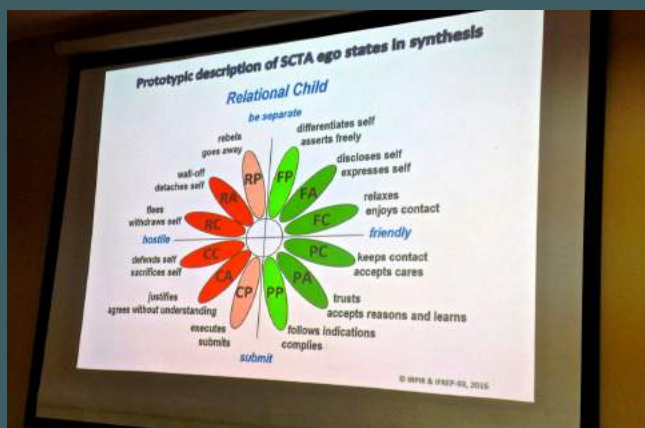 Prototypic description of SCTA ego states in synthesis
Relational Child
be separate
rebels
goes away
differentiates self
asserts freely
wall-off
detaches self
discloses self
expresses self
flees
withdraws self
relaxes
enjoys contact
RP
FP
RA
FA
RC
FC
hostile
friendly
CC
PC
CA
PA
CP
PP
defends self
sacrifices self
keeps contact
accepts cares
justifies
agrees without understanding
trusts
accepts reasons and learns
executes
submits
follows indications
complies
submit
© IRPIR & IFREP-93, 2016